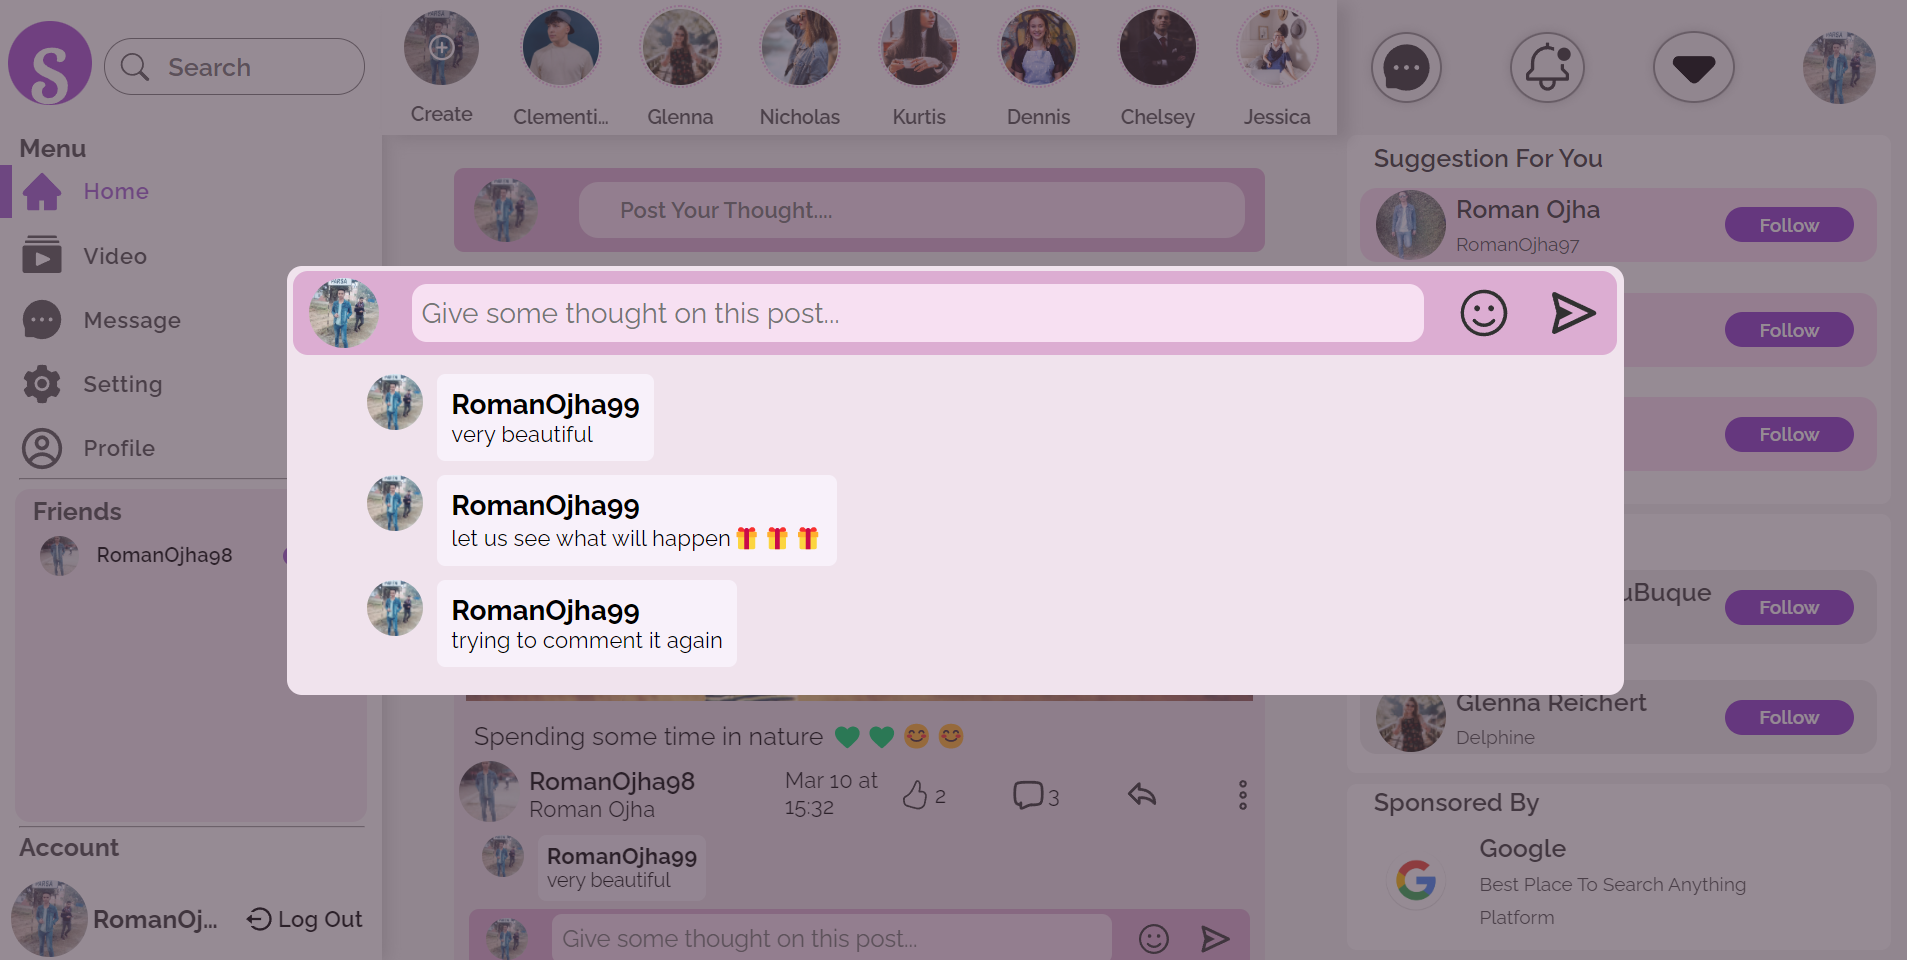 S
Search
Menu
Home
Video
Message
Setting
Profile
Friends
RomanOjha98
Account
RomanOj...
Log Out
Create
Clementi...
Glenna
Nicholas
Kurtis
Dennis
Chelsey
Jessica
Post Your Thought....
Give some thought on this post...
RomanOjha99
very beautiful
RomanOjha99
let us see what will happen🎁 🎁 🎁
RomanOjha99
trying to comment it again
Spending some time in nature 💚 💚 😊 😊
RomanOjha98
Roman Ojha
Mar 10 at
15:32
2
3
RomanOjha99
very beautiful
Give some thought on this post...
Suggestion For You
Roman Ojha
RomanOjha97
Follow
Follow
Follow
uBuque
Follow
Glenna Reichert
Delphine
Follow
Sponsored By
Google
Best Place To Search Anything
Platform